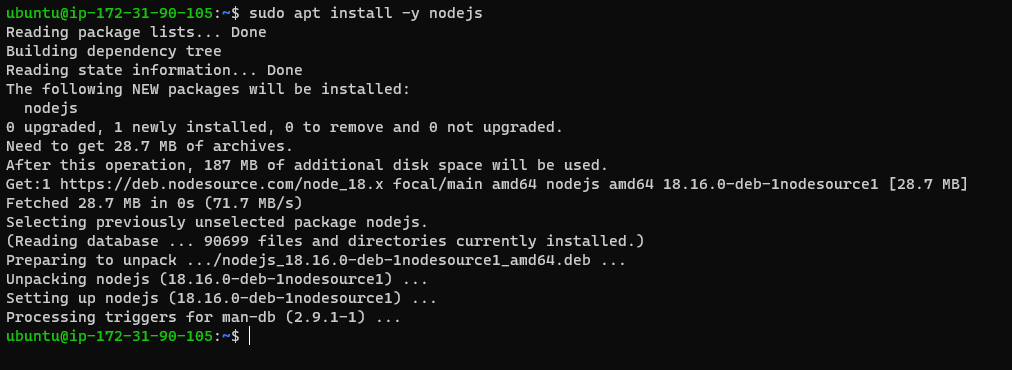 ubuntu@ip-172-31-90-105:~$ sudo apt install -y nodejs
Reading package lists... Done
Building dependency tree
Reading state information... Done
The following NEW packages will be installed:
  nodejs
0 upgraded, 1 newly installed, 0 to remove and 0 not upgraded.
Need to get 28.7 MB of archives.
After this operation, 187 MB of additional disk space will be used.
Get:1 https://deb.nodesource.com/node_18.x focal/main amd64 nodejs amd64 18.16.0-deb-1nodesource1 [28.7 MB]
Fetched 28.7 MB in 0s (71.7 MB/s)
Selecting previously unselected package nodejs.
(Reading database ... 90699 files and directories currently installed.)
Preparing to unpack .../nodejs_18.16.0-deb-1nodesource1_amd64.deb ...
Unpacking nodejs (18.16.0-deb-1nodesource1) ...
Setting up nodejs (18.16.0-deb-1nodesource1) ...
Processing triggers for man-db (2.9.1-1) ...
ubuntu@ip-172-31-90-105:~$